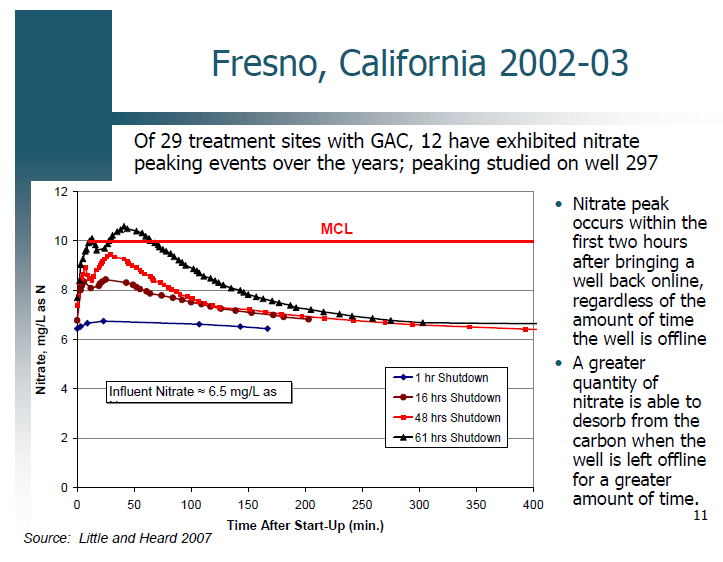 Fresno, California 2002-03
Of 29 treatment sites with GAC, 12 have exhibited nitrate
peaking events over the years; peaking studied on well 297
12
10
8
6
4
2
0
Nitrate, mg/L as N
MCL
Influent Nitrate ≈ 6.5 mg/L as
1 hr Shutdown
16 hrs Shutdown
48 hrs Shutdown
61 hrs Shutdown
0 50 100 150 200 250 300 350 400
Time After Start-Up (min.)
• Nitrate peak
occurs within the
first two hours
after bringing a
well back online,
regardless of the
amount of time
the well is offline
• A greater
quantity of
nitrate is able to
desorb from the
carbon when the
well is left offline
for a greater
amount of time.
11
Source: Little and Heard 2007